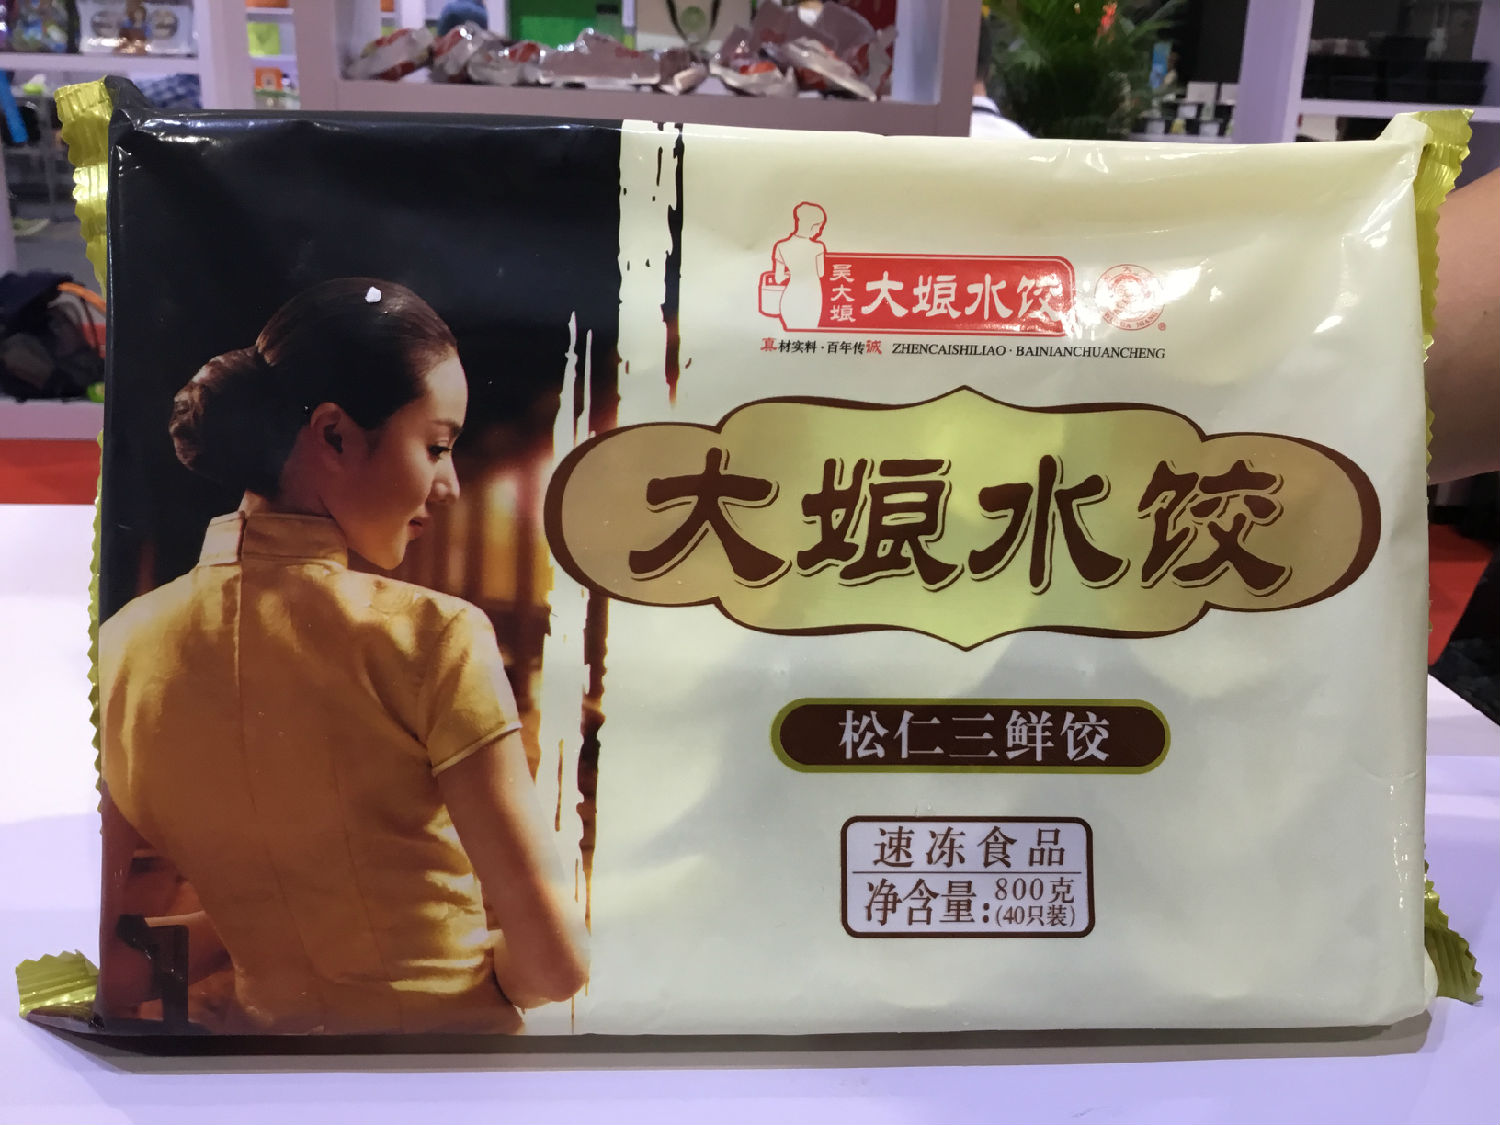 吴大娘
大娘水饺
真材实料·百年传诚 ZHENCAISHILIAO·BAINIANCHUANCHENG
大娘水饺
松仁三鲜饺
速冻食品
净含量:800克
(40只装)